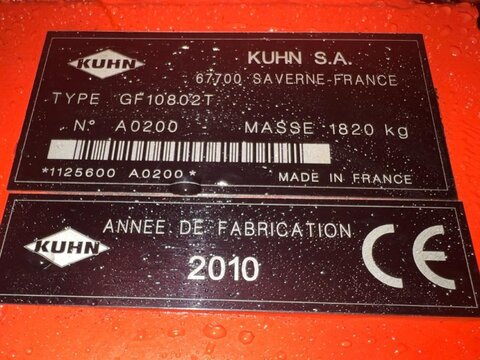 KUHN
KUHN S.A.
67700 SAVERNE-FRANCE
TYPE GF10802T
N° A0200 MASSE 1820 kg
*1125600 A0200*
MADE IN FRANCE
KUHN
ANNEE DE FABRICATION
2010
CE